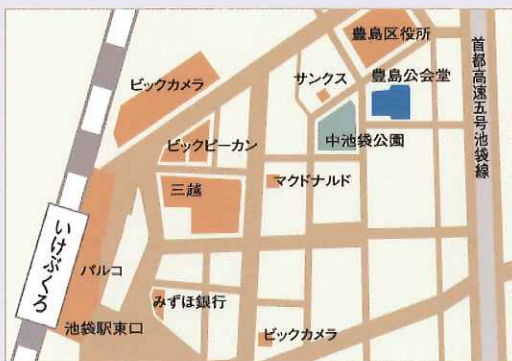 豊島区役所
サンクス
豊島公会堂
ビックカメラ
中池袋公園
ビックピーカン
マクドナルド
三越
パルコ
みずほ銀行
池袋駅東口
ビックカメラ
いけぶくろ
首都高速五号池袋線